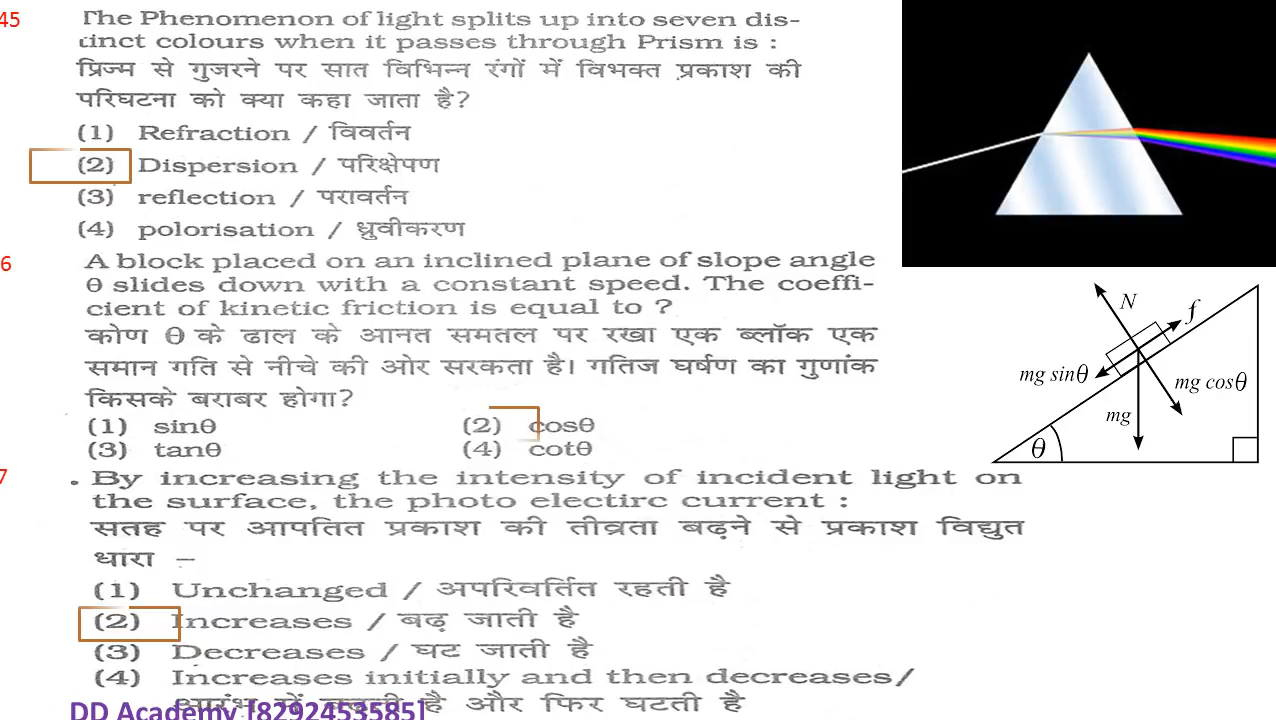 45
The Phenomenon of light splits up into seven dis-
tinct colours when it passes through Prism is :
प्रिज्म से गुजरने पर सात विभिन्न रंगों में विभक्त प्रकाश की
परिघटना को क्या कहा जाता है?
(1) Refraction / विवर्तन
(2) Dispersion / परिक्षेपण
(3) reflection / परावर्तन
(4) polorisation / ध्रुवीकरण
6
A block placed on an inclined plane of slope angle
θ slides down with a constant speed. The coeffi-
cient of kinetic friction is equal to ?
कोण θ के ढाल के आनत समतल पर रखा एक ब्लॉक एक
समान गति से नीचे की ओर सरकता है। गतिज घर्षण का गुणांक
किसके बराबर होगा?
(1) sinθ (2) cosθ
(3) tanθ (4) cotθ
N
f
mg sinθ
mg cosθ
mg
θ
7
. By increasing the intensity of incident light on
the surface, the photo electirc current :
सतह पर आपतित प्रकाश की तीव्रता बढ़ने से प्रकाश विद्युत
धारा –
(1) Unchanged / अपरिवर्तित रहती है
(2) Increases / बढ़ जाती है
(3) Decreases / घट जाती है
(4) Increases initially and then decreases/
आरंभ में बढ़ती है और फिर घटती है
DD Academy [8292453585]